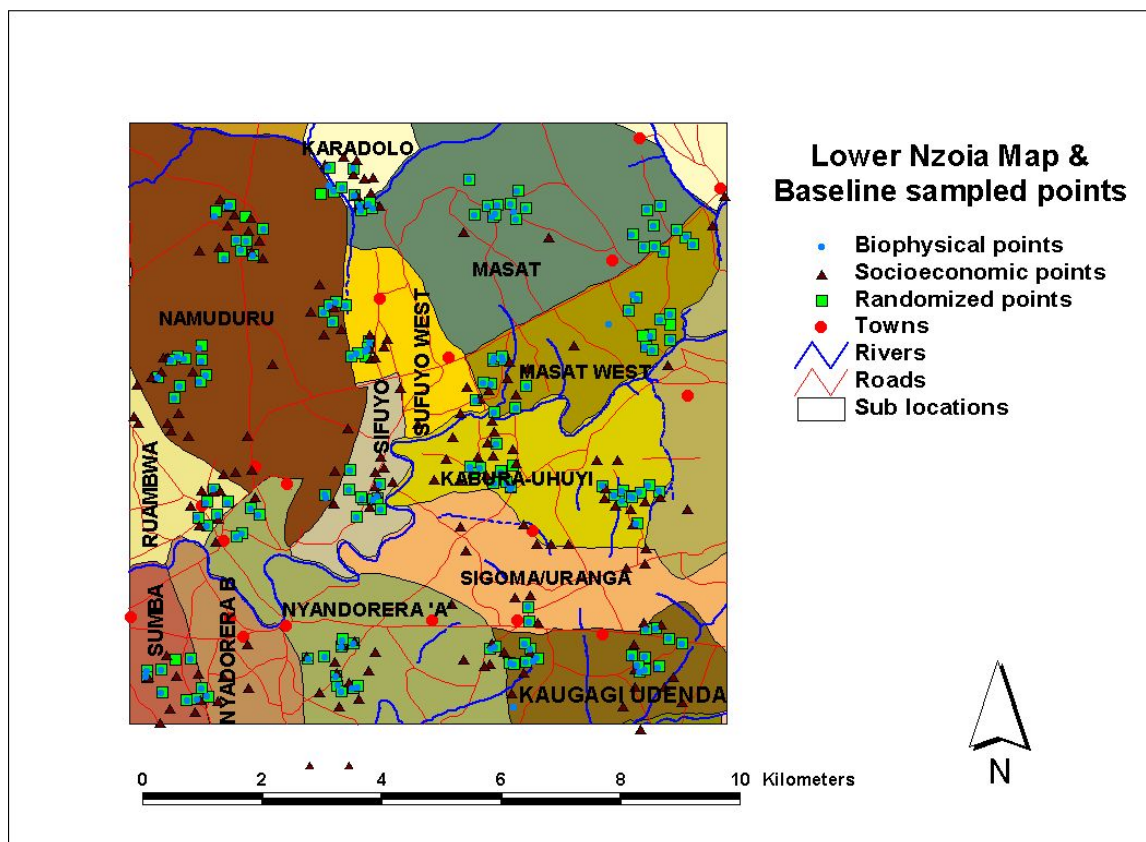 Lower Nzoia Map &
Baseline sampled points
Biophysical points
Socioeconomic points
Randomized points
Towns
Rivers
Roads
Sub locations
KARADOLO
MASAT
NAMUDURU
SUFUYO WEST
MASAT WEST
SIFUYO
KABURA-UHUYI
RUAMBWA
SIGOMA/URANGA
NYANDORERA 'A'
SUMBA
NYADORERA B
KAUGAGI UDENDA
0 2 4 6 8 10 Kilometers
N